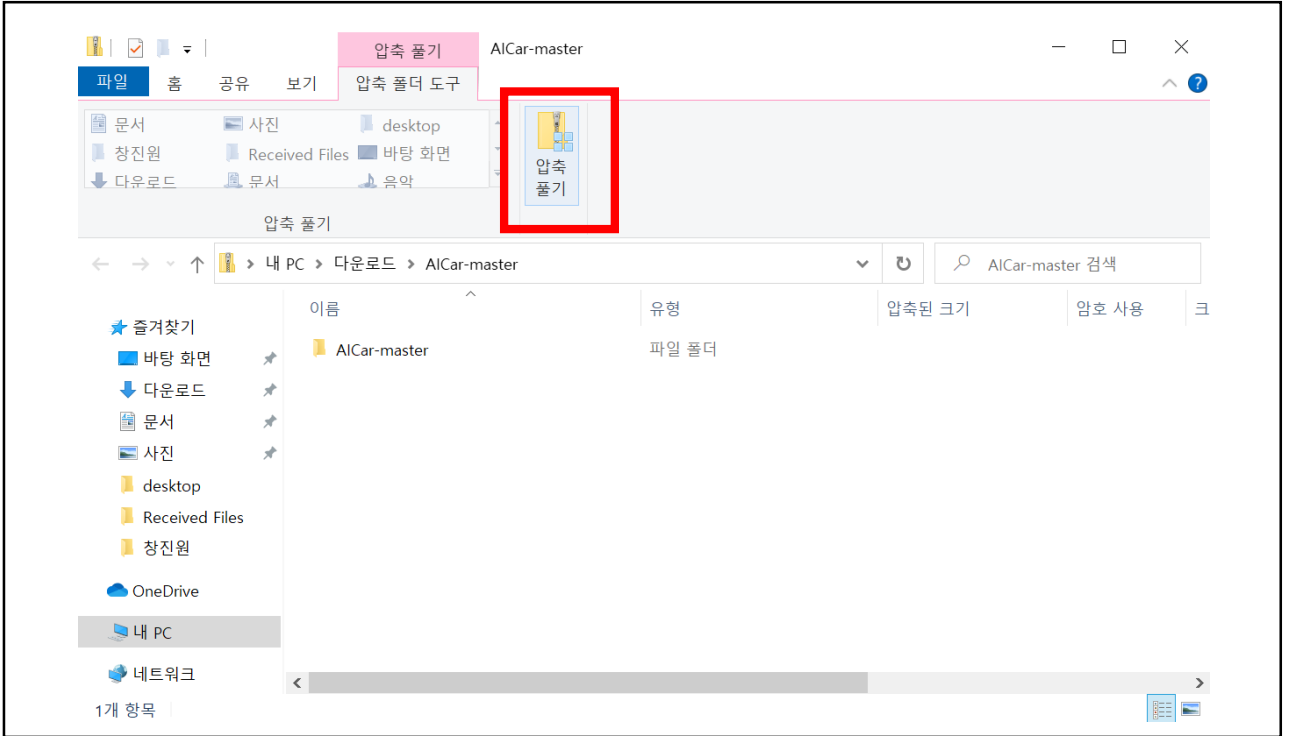 압축 풀기
AICar-master
파일 홈 공유 보기 압축 폴더 도구
문서 사진 desktop
창진원 Received Files 바탕 화면
다운로드 문서 음악
압축
풀기
압축 풀기
내 PC > 다운로드 > AICar-master
AICar-master 검색
이름 유형 압축된 크기 암호 사용 크
AICar-master 파일 폴더
즐겨찾기
바탕 화면
다운로드
문서
사진
desktop
Received Files
창진원
OneDrive
내 PC
네트워크
1개 항목